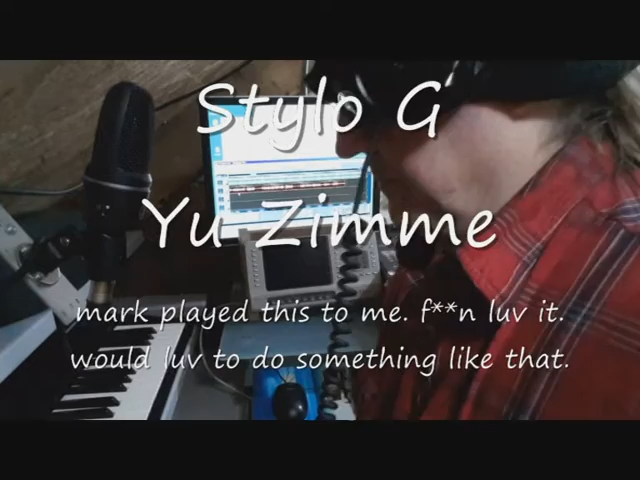 Stylo G
Yu Zimme
mark played this to me. f**n luv it.
would luv to do something like that.